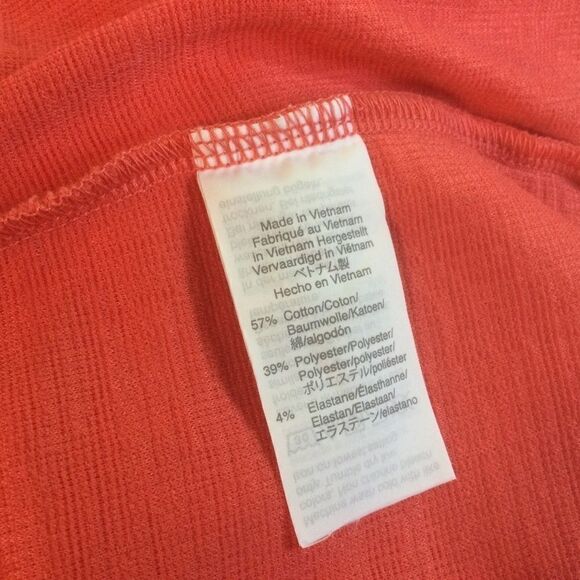 Made in Vietnam
Fabriqué au Vietnam
in Vietnam Hergestellt
Vervaardigd in Viëtnam
ベトナム製
Hecho en Vietnam
57% Cotton/Coton/
Baumwolle/Katoen/
綿/algodón
39% Polyester/Polyester/
Polyester/polyester/
ポリエステル/poliéster
4% Elastane/Élasthanne/
Elastan/Elastaan/
エラステーン/elastano